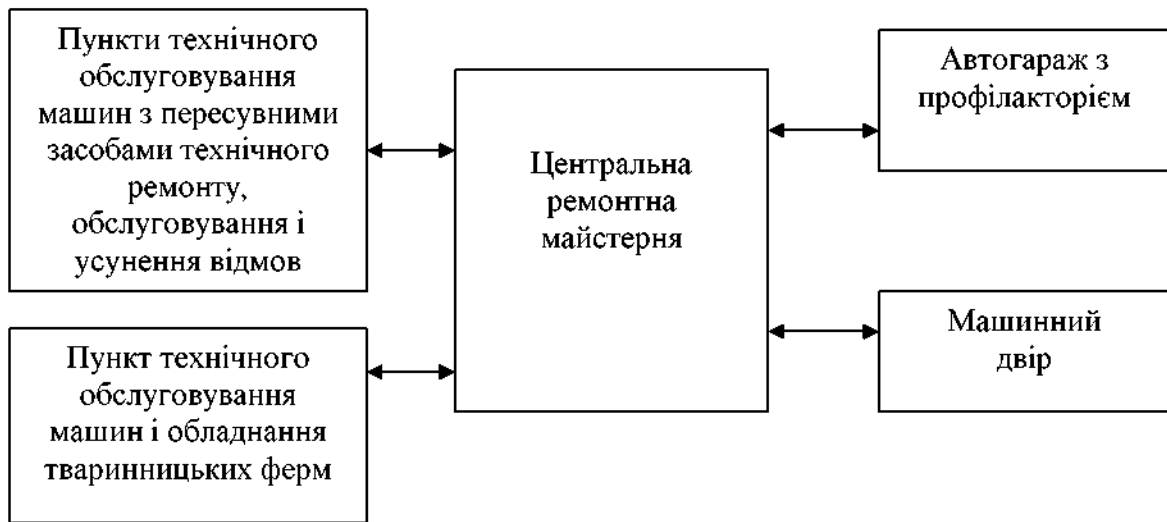 Пункти технічного
обслуговування
машин з пересувними
засобами технічного
ремонту,
обслуговування і
усунення відмов
Пункт технічного
обслуговування
машин і обладнання
тваринницьких ферм
Центральна
ремонтна
майстерня
Автогараж з
профілакторієм
Машинний
двір